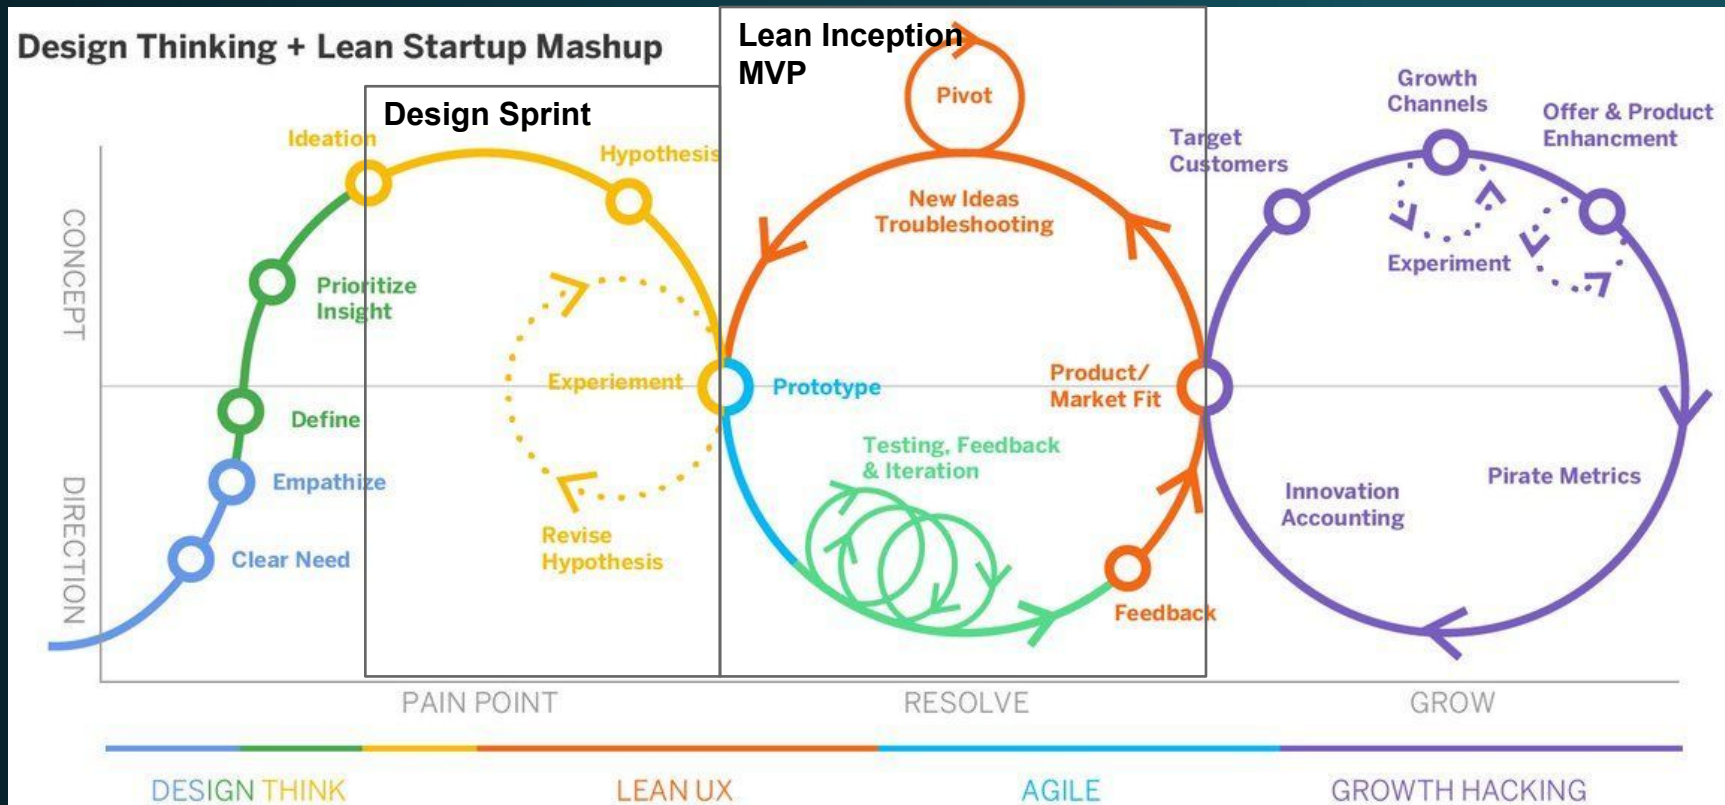 Design Thinking + Lean Startup Mashup
Lean Inception
MVP
Design Sprint
Ideation
Hypothesis
Pivot
New Ideas
Troubleshooting
Target
Customers
Growth
Channels
Offer & Product
Enhancment
Experiment
CONCEPT
DIRECTION
Prioritize
Insight
Define
Empathize
Clear Need
Experiement
Revise
Hypothesis
Prototype
Product/
Market Fit
Testing, Feedback
& Iteration
Feedback
Innovation
Accounting
Pirate Metrics
PAIN POINT
RESOLVE
GROW
DESIGN THINK
LEAN UX
AGILE
GROWTH HACKING